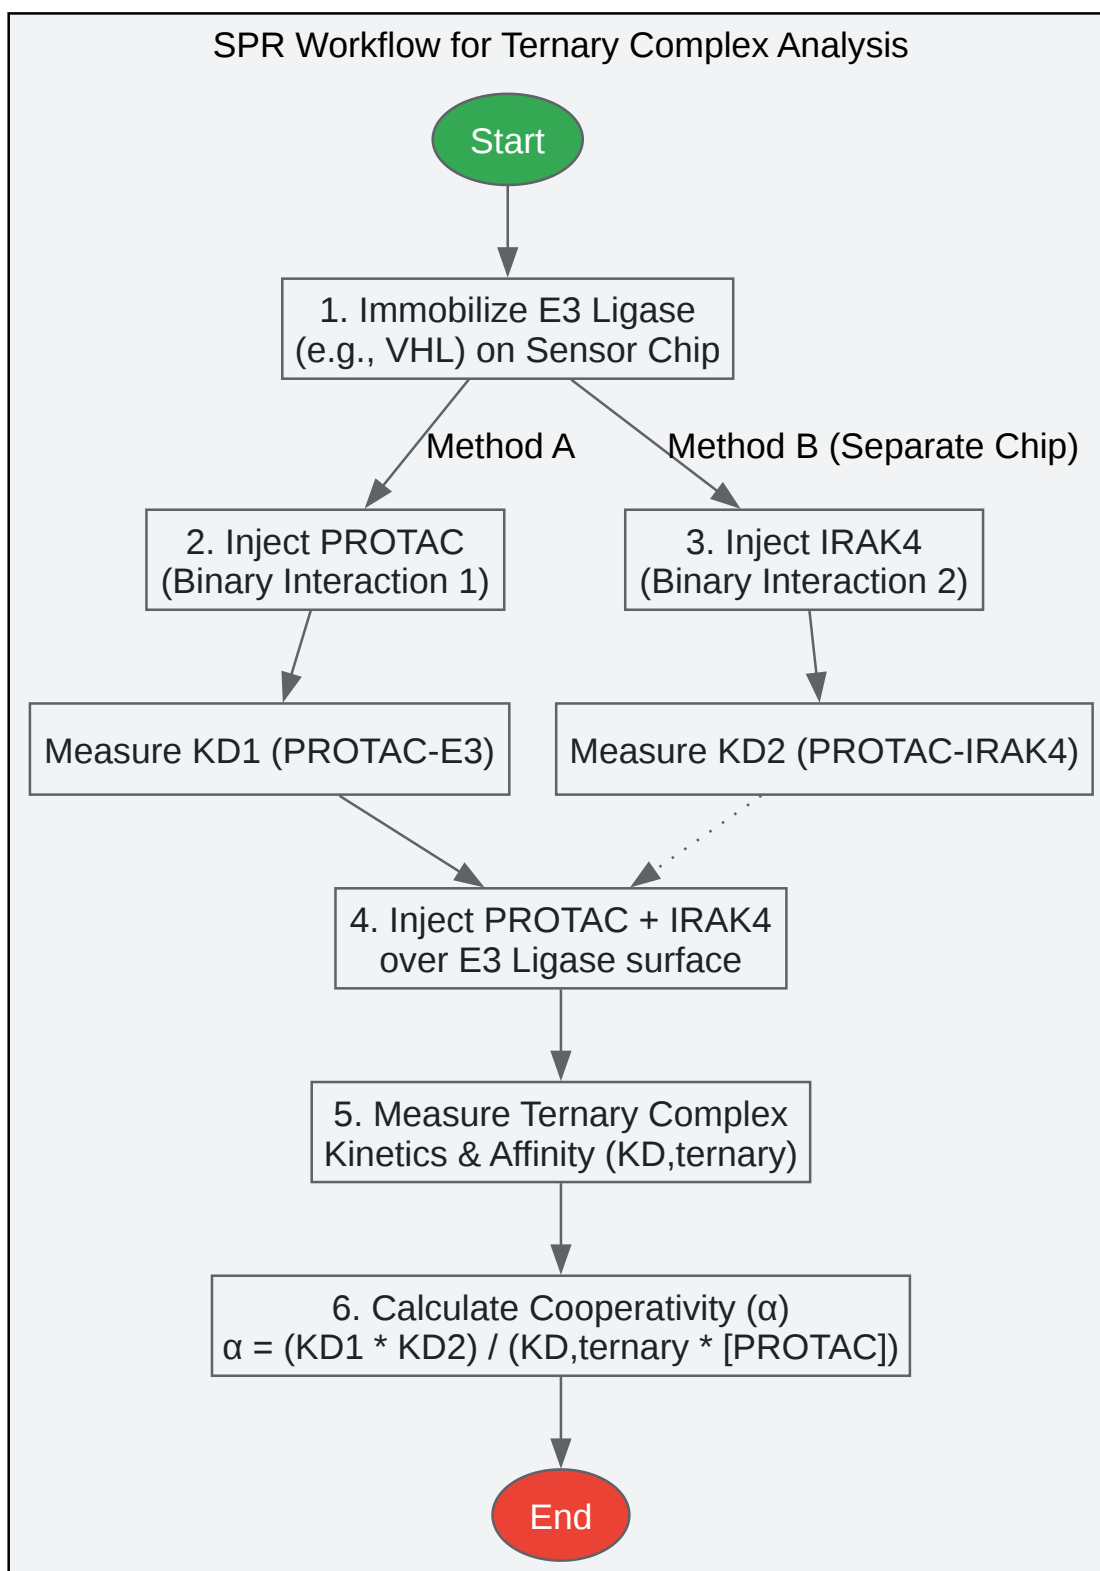 SPR Workflow for Ternary Complex Analysis
Start
1. Immobilize E3 Ligase
(e.g., VHL) on Sensor Chip
Method A
Method B (Separate Chip)
2. Inject PROTAC
(Binary Interaction 1)
3. Inject IRAK4
(Binary Interaction 2)
Measure KD1 (PROTAC-E3)
Measure KD2 (PROTAC-IRAK4)
4. Inject PROTAC + IRAK4
over E3 Ligase surface
5. Measure Ternary Complex
Kinetics & Affinity (KD,ternary)
6. Calculate Cooperativity (α)
α = (KD1 * KD2) / (KD,ternary * [PROTAC])
End